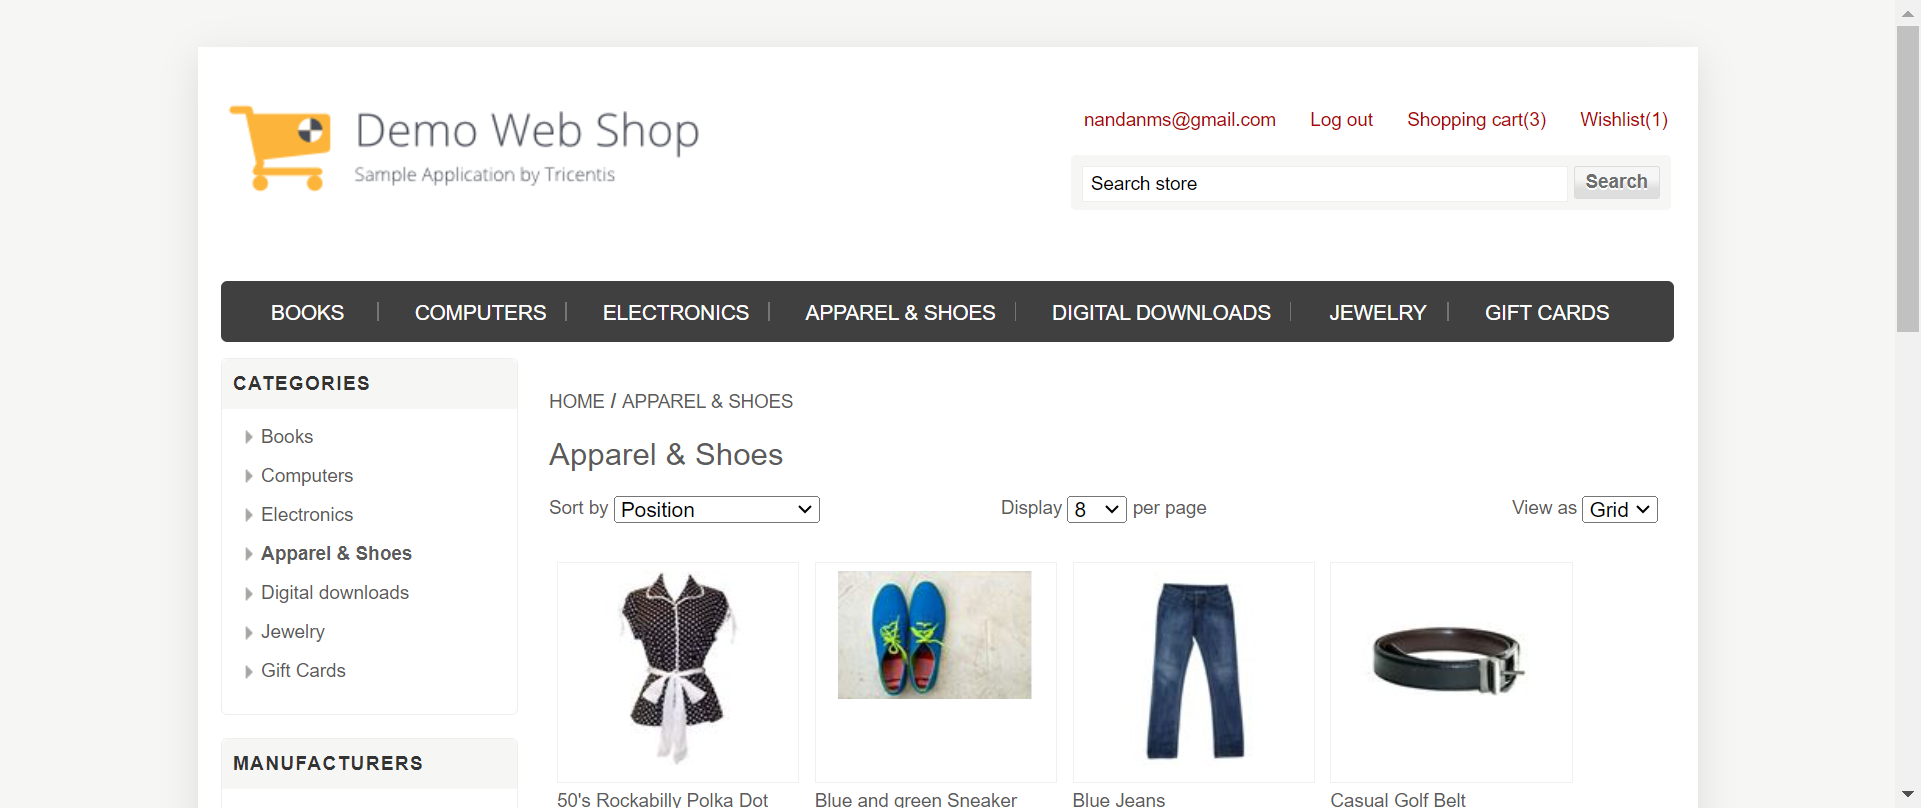 Demo Web Shop
Sample Application by Tricentis
nandanms@gmail.com Log out Shopping cart(3) Wishlist(1)
Search store Search
BOOKS COMPUTERS ELECTRONICS APPAREL & SHOES DIGITAL DOWNLOADS JEWELRY GIFT CARDS
CATEGORIES
Books
Computers
Electronics
Apparel & Shoes
Digital downloads
Jewelry
Gift Cards
MANUFACTURERS
HOME / APPAREL & SHOES
Apparel & Shoes
Sort by Position Display 8 per page View as Grid
50's Rockabilly Polka Dot Blue and green Sneaker Blue Jeans Casual Golf Belt